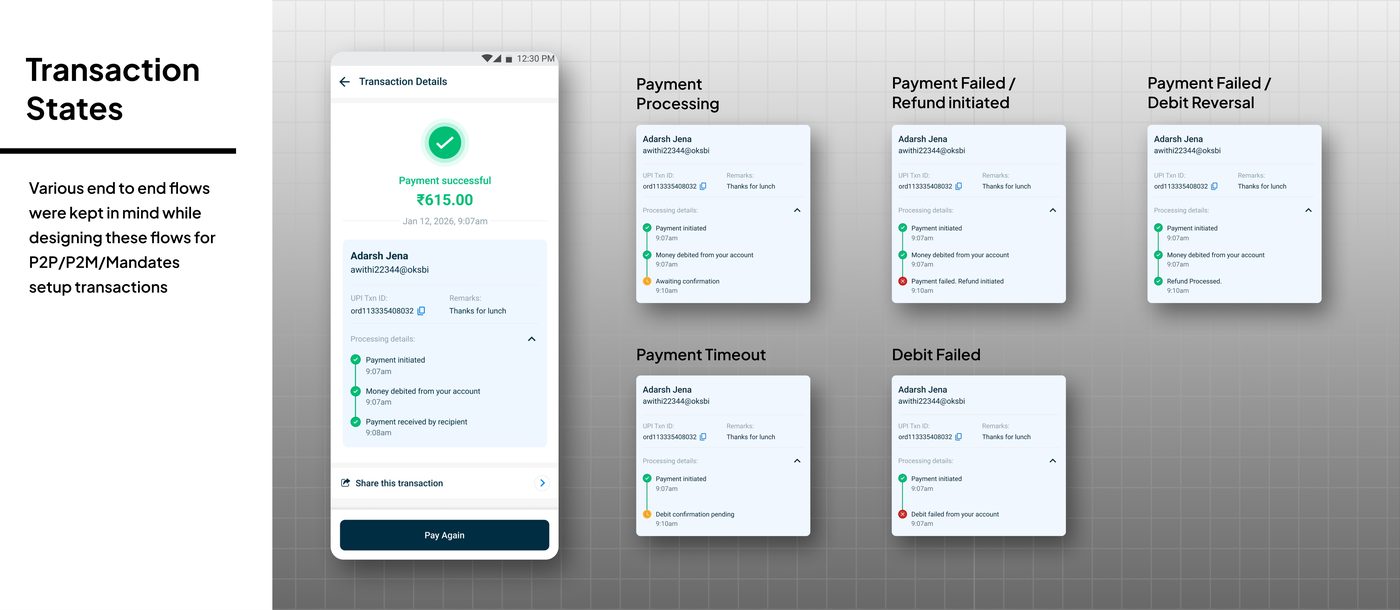 Transaction
States
Various end to end flows
were kept in mind while
designing these flows for
P2P/P2M/Mandates
setup transactions
12:30 PM
Transaction Details
Payment successful
₹615.00
Jan 12, 2026, 9:07am
Adarsh Jena
awithi22344@oksbi
UPI Txn ID: Remarks:
ord113335408032 Thanks for lunch
Processing details:
Payment initiated
9:07am
Money debited from your account
9:07am
Payment received by recipient
9:08am
Share this transaction
Pay Again
Payment
Processing
Adarsh Jena
awithi22344@oksbi
UPI Txn ID: Remarks:
ord113335408032 Thanks for lunch
Processing details:
Payment initiated
9:07am
Money debited from your account
9:07am
Awaiting confirmation
9:10am
Payment Failed /
Refund initiated
Adarsh Jena
awithi22344@oksbi
UPI Txn ID: Remarks:
ord113335408032 Thanks for lunch
Processing details:
Payment initiated
9:07am
Money debited from your account
9:07am
Payment failed. Refund initiated
9:10am
Payment Failed /
Debit Reversal
Adarsh Jena
awithi22344@oksbi
UPI Txn ID: Remarks:
ord113335408032 Thanks for lunch
Processing details:
Payment initiated
9:07am
Money debited from your account
9:07am
Refund Processed.
9:10am
Payment Timeout
Adarsh Jena
awithi22344@oksbi
UPI Txn ID: Remarks:
ord113335408032 Thanks for lunch
Processing details:
Payment initiated
9:07am
Debit confirmation pending
9:10am
Debit Failed
Adarsh Jena
awithi22344@oksbi
UPI Txn ID: Remarks:
ord113335408032 Thanks for lunch
Processing details:
Payment initiated
9:07am
Debit failed from your account
9:07am